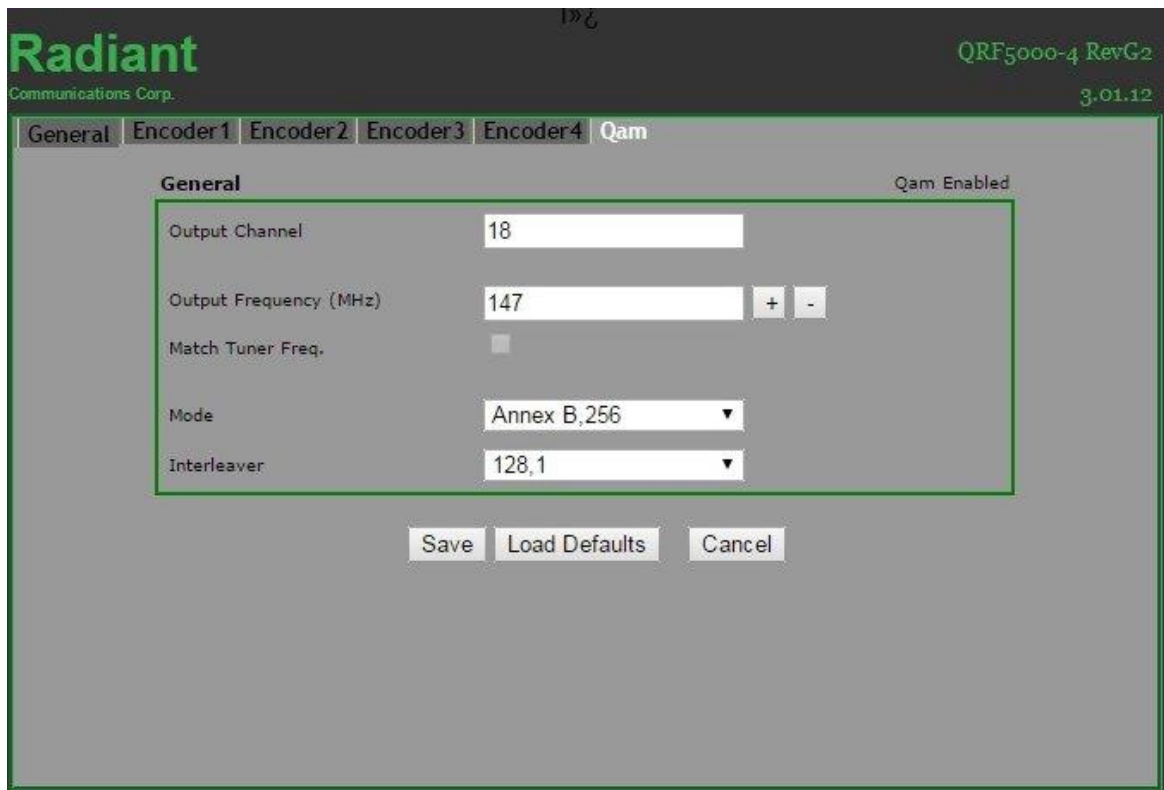 ï»¿
Radiant
Communications Corp.
QRF5000-4 RevG2
3.01.12
General Encoder1 Encoder2 Encoder3 Encoder4 Qam
General
Qam Enabled
Output Channel 18
Output Frequency (MHz) 147 + -
Match Tuner Freq.
Mode Annex B,256
Interleaver 128,1
Save Load Defaults Cancel